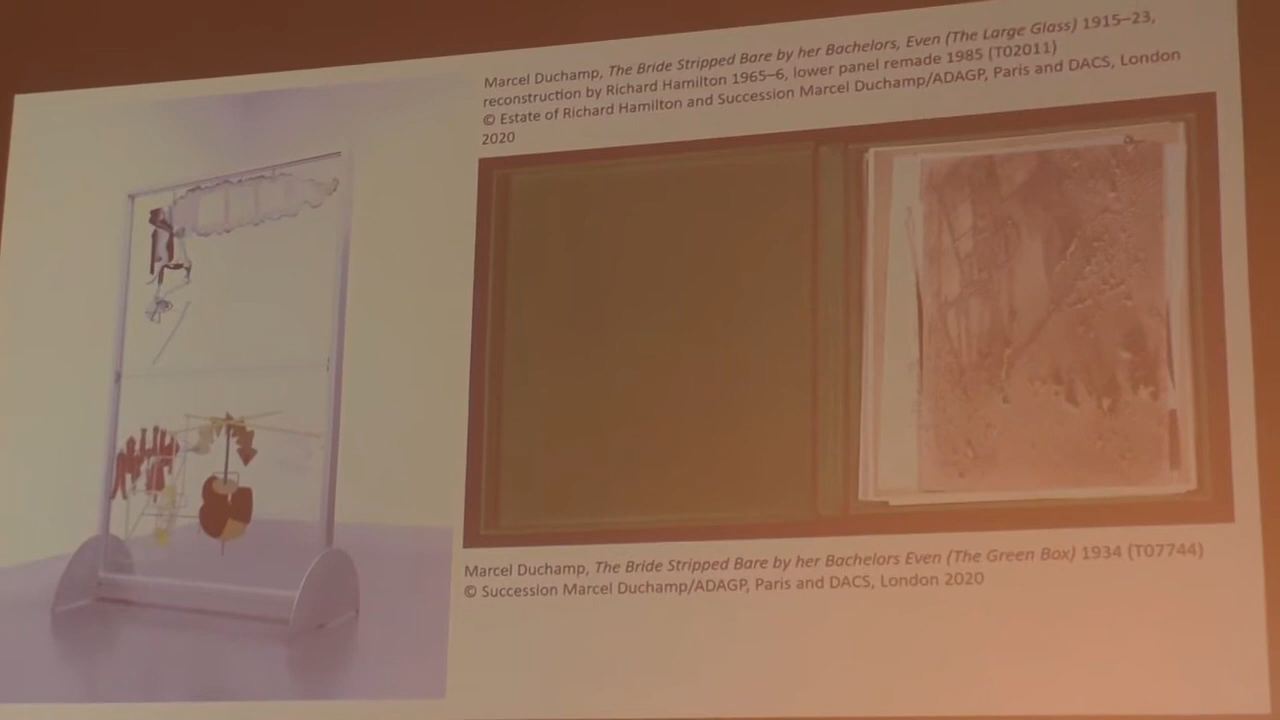 Marcel Duchamp, The Bride Stripped Bare by her Bachelors, Even (The Large Glass) 1915–23,
reconstruction by Richard Hamilton 1965–6, lower panel remade 1985 (T02011)
© Estate of Richard Hamilton and Succession Marcel Duchamp/ADAGP, Paris and DACS, London
2020
Marcel Duchamp, The Bride Stripped Bare by her Bachelors Even (The Green Box) 1934 (T07744)
© Succession Marcel Duchamp/ADAGP, Paris and DACS, London 2020